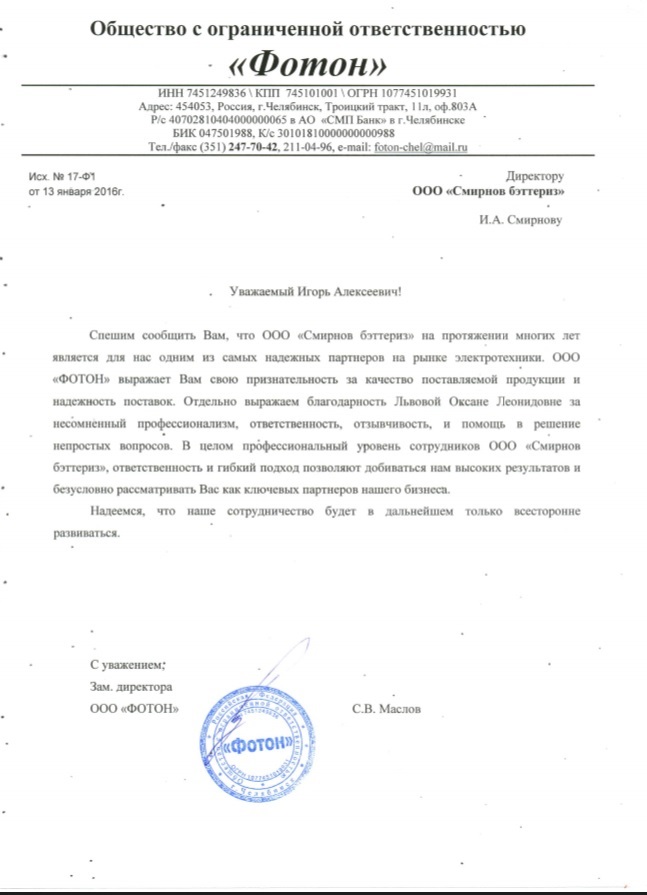 Общество с ограниченной ответственностью
«Фотон»
ИНН 7451249836 \ КПП 745101001 \ ОГРН 1077451019931
Адрес: 454053, Россия, г.Челябинск, Троицкий тракт, 11л, оф.803А
Р/с 40702810404000000065 в АО «СМП Банк» в г.Челябинске
БИК 047501988, К/с 30101810000000000988
Тел./факс (351) 247-70-42, 211-04-96, e-mail: foton-chel@mail.ru
Исх. № 17-Ф1
от 13 января 2016г.
Директору
ООО «Смирнов бэттериз»
И.А. Смирнову
Уважаемый Игорь Алексеевич!
Спешим сообщить Вам, что ООО «Смирнов бэттериз» на протяжении многих лет
является для нас одним из самых надежных партнеров на рынке электротехники. ООО
«ФОТОН» выражает Вам свою признательность за качество поставляемой продукции и
надежность поставок. Отдельно выражаем благодарность Львовой Оксане Леонидовне за
несомненный профессионализм, ответственность, отзывчивость, и помощь в решение
непростых вопросов. В целом профессиональный уровень сотрудников ООО «Смирнов
бэттериз», ответственность и гибкий подход позволяют добиваться нам высоких результатов и
безусловно рассматривать Вас как ключевых партнеров нашего бизнеса.
Надеемся, что наше сотрудничество будет в дальнейшем только всесторонне
развиваться.
С уважением,
Зам. директора
ООО «ФОТОН»
С.В. Маслов
Российская Федерация
«ФОТОН»